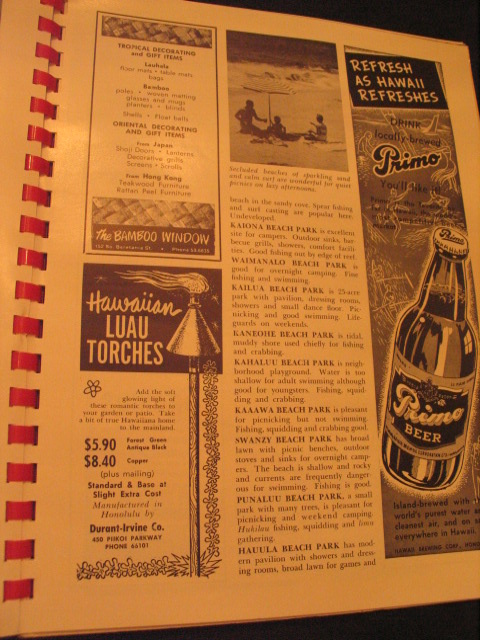 TROPICAL DECORATING
and GIFT ITEMS
Lauhala
floor mats • table mats
bags
Bamboo
poles • woven matting
glasses and mugs
planters • blinds
Shells • Float balls
ORIENTAL DECORATING
AND GIFT ITEMS
From Japan
Shoji Doors • Lanterns
Decorative grills
Screens • Scrolls
From Hong Kong
Teakwood Furniture
Rattan Peel Furniture
The BAMBOO WINDOW
Beretania St. • Phone
Hawaiian
LUAU
TORCHES
Add the soft
glowing light of
these romantic torches to
your garden or patio. Take
a bit of true Hawaiiana home
to the mainland.
$5.90 Forest Green
Antique Black
$8.40 Copper
(plus mailing)
Standard & Base at
Slight Extra Cost
Manufactured in
Honolulu by
Durant-Irvine Co.
450 PIIKOI PARKWAY
PHONE 66101
Secluded beaches of sparkling sand
and calm surf are wonderful for quiet
picnics on lazy afternoons.
beach in the sandy cove. Spear fishing
and surf casting are popular here.
Undeveloped.
KAIONA BEACH PARK is excellent
site for campers. Outdoor sinks, bar-
becue grills, showers, comfort facili-
ties. Good fishing out by edge of reef.
WAIMANALO BEACH PARK is
good for overnight camping. Fine
fishing and swimming.
KAILUA BEACH PARK is 25-acre
park with pavilion, dressing rooms,
showers and small dance floor. Pic-
nicking and good swimming. Life-
guards on weekends.
KANEOHE BEACH PARK is tidal,
muddy shore used chiefly for fishing
and crabbing.
KAHALUU BEACH PARK is neigh-
borhood playground. Water is too
shallow for adult swimming although
good for youngsters. Fishing, squid-
ding and crabbing.
KAAAWA BEACH PARK is pleasant
for picnicking but not swimming.
Fishing, squidding and crabbing good.
SWANZY BEACH PARK has broad
lawn with picnic benches, outdoor
stoves and sinks for overnight camp-
ers. The beach is shallow and rocky
and currents are frequently danger-
ous for swimming. Fishing is good.
PUNALUU BEACH PARK, a small
park with many trees, is pleasant for
picnicking and weekend camping.
Hukilau fishing, squidding and limu
gathering.
HAUULA BEACH PARK has mod-
ern pavilion with showers and dress-
ing rooms, broad lawn for games and
REFRESH
AS HAWAII
REFRESHES
DRINK
locally-brewed
Primo
You'll like it!
Primo
BEER
Island-brewed with the
world's purest water an
cleanest air, and on s
everywhere in Hawaii.
HAWAII BREWING CORP.